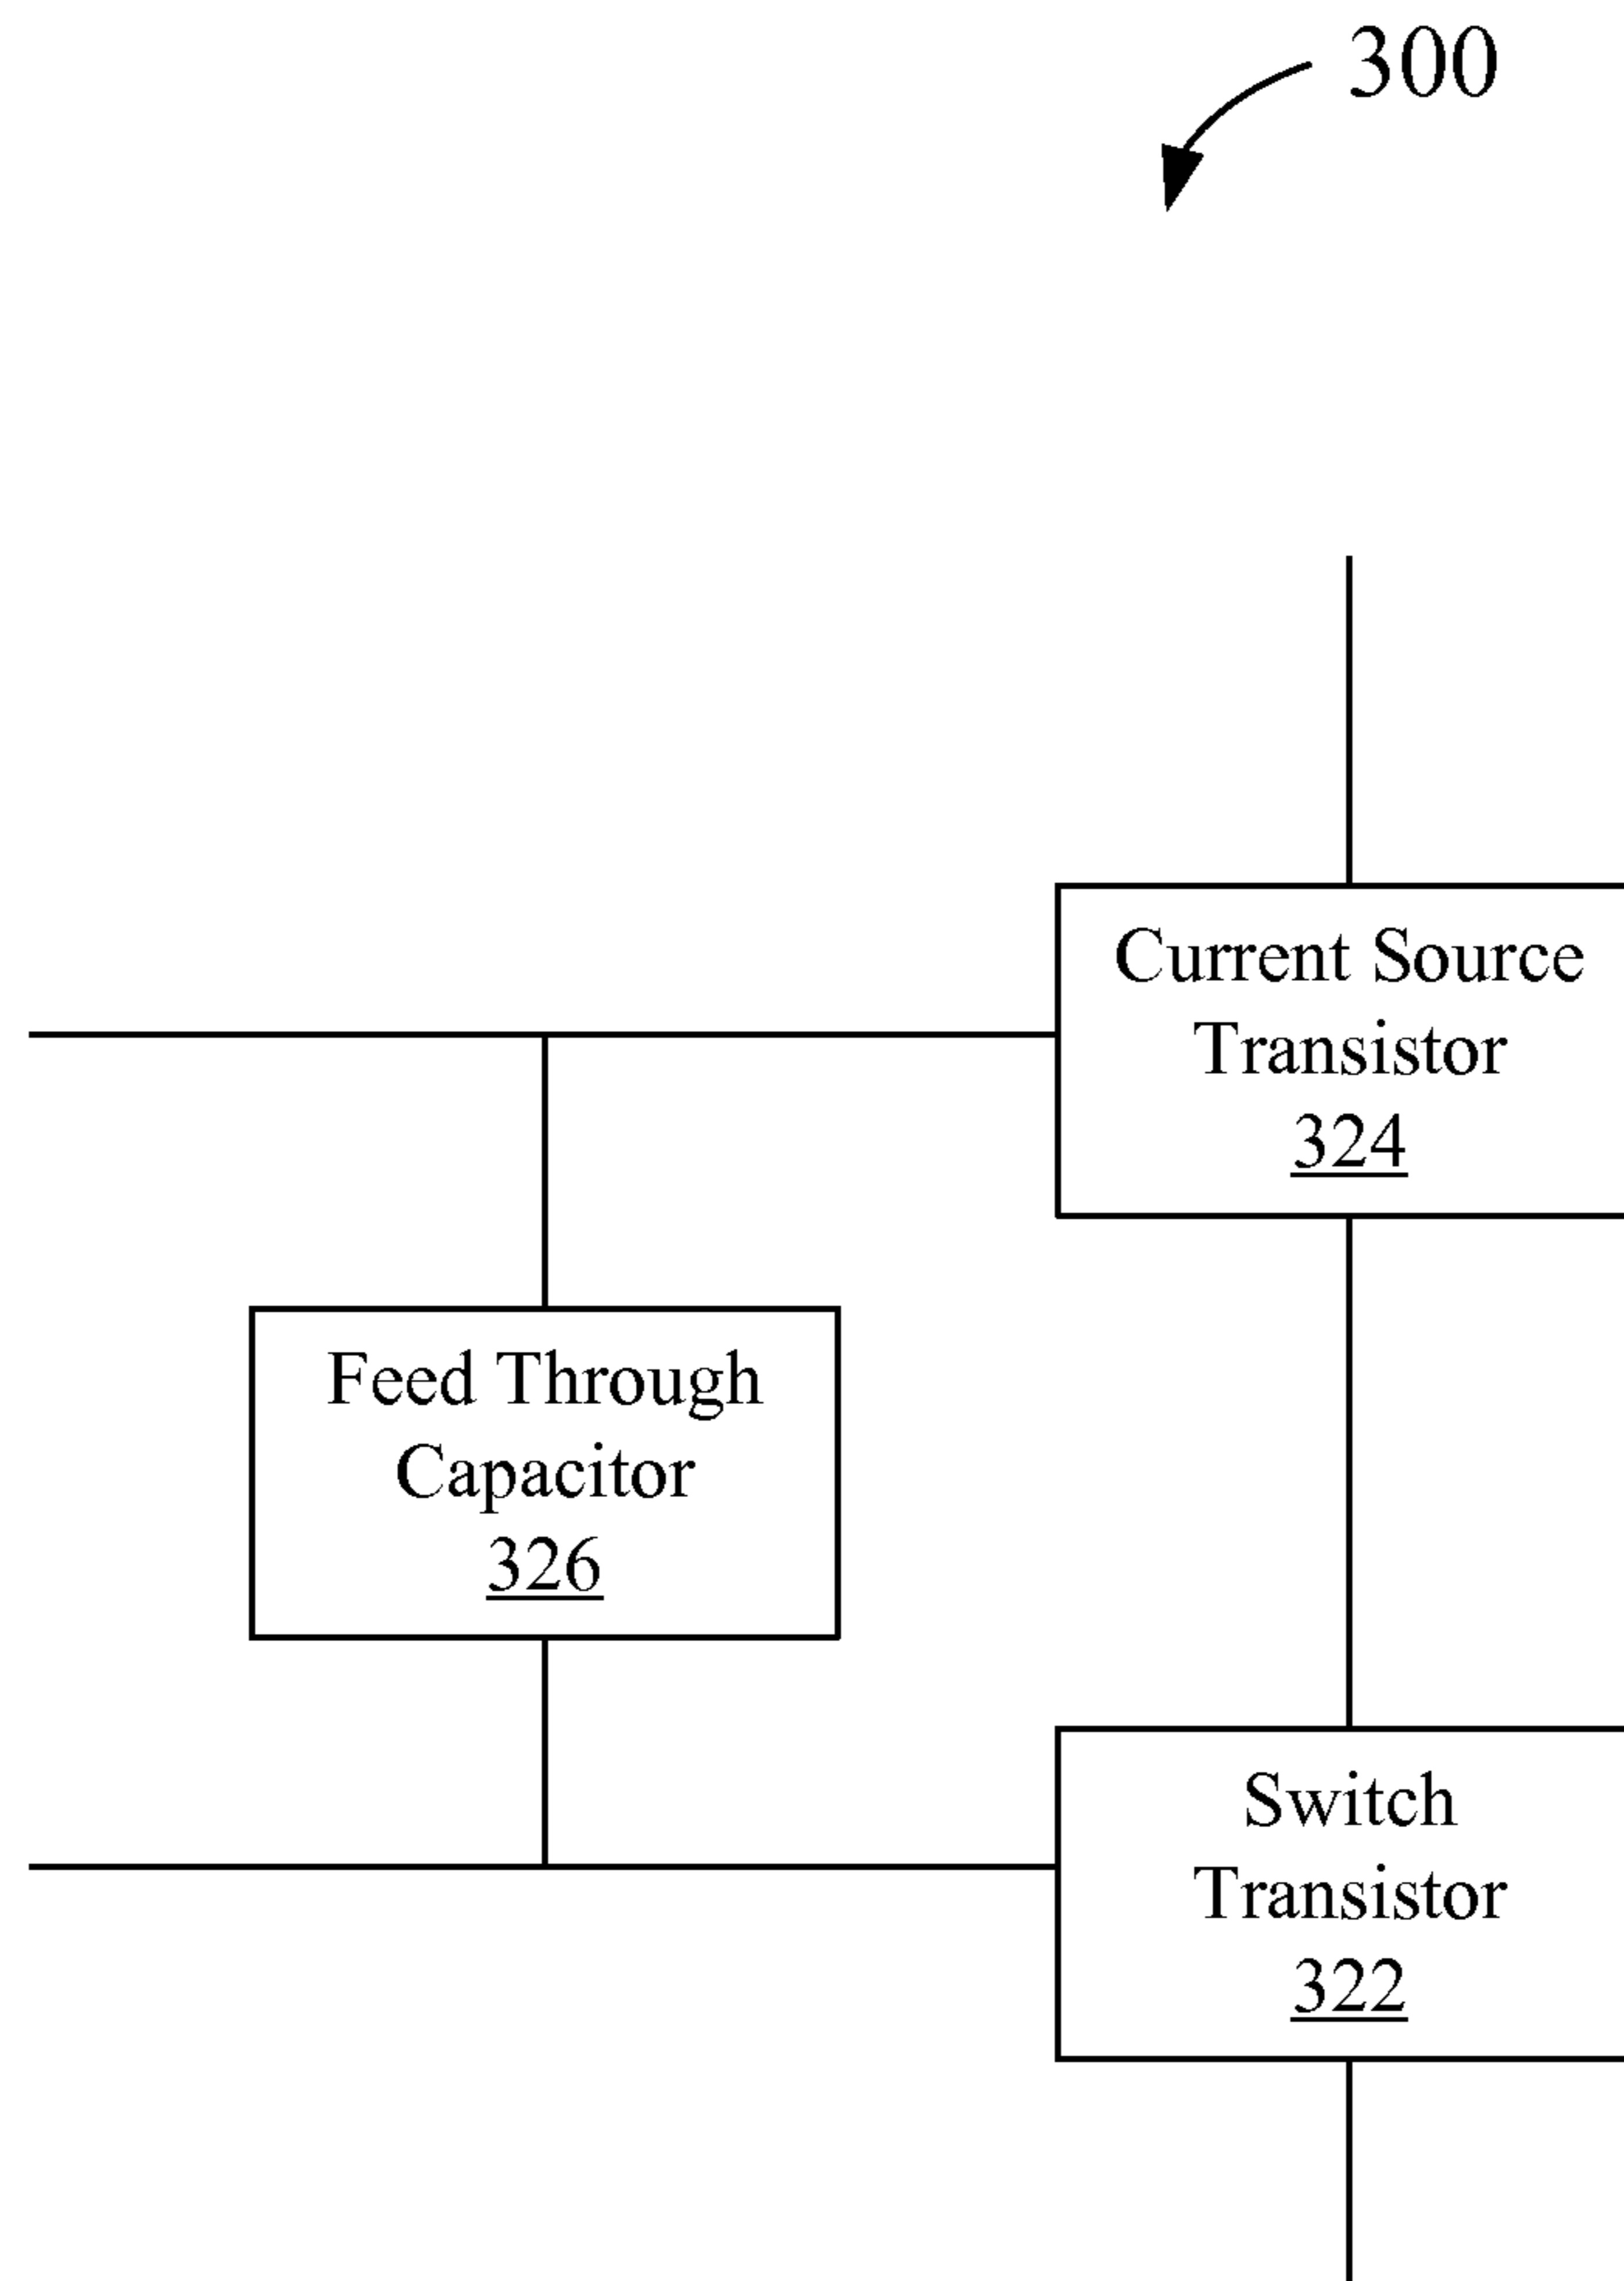 300
Current Source
Transistor
324
Feed Through
Capacitor
326
Switch
Transistor
322